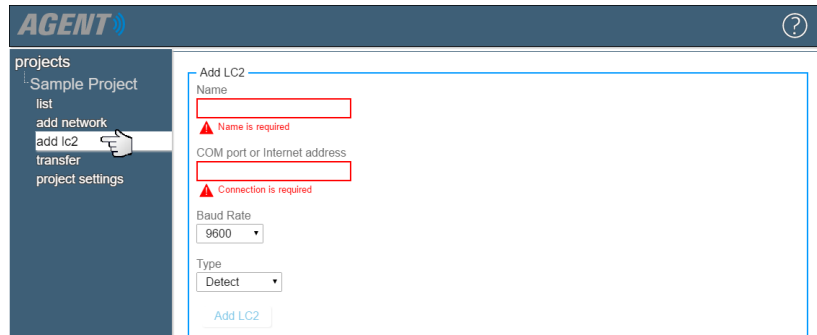 AGENT
?
projects
Sample Project
list
add network
add lc2
transfer
project settings
Add LC2
Name
Name is required
COM port or Internet address
Connection is required
Baud Rate
9600
Type
Detect
Add LC2